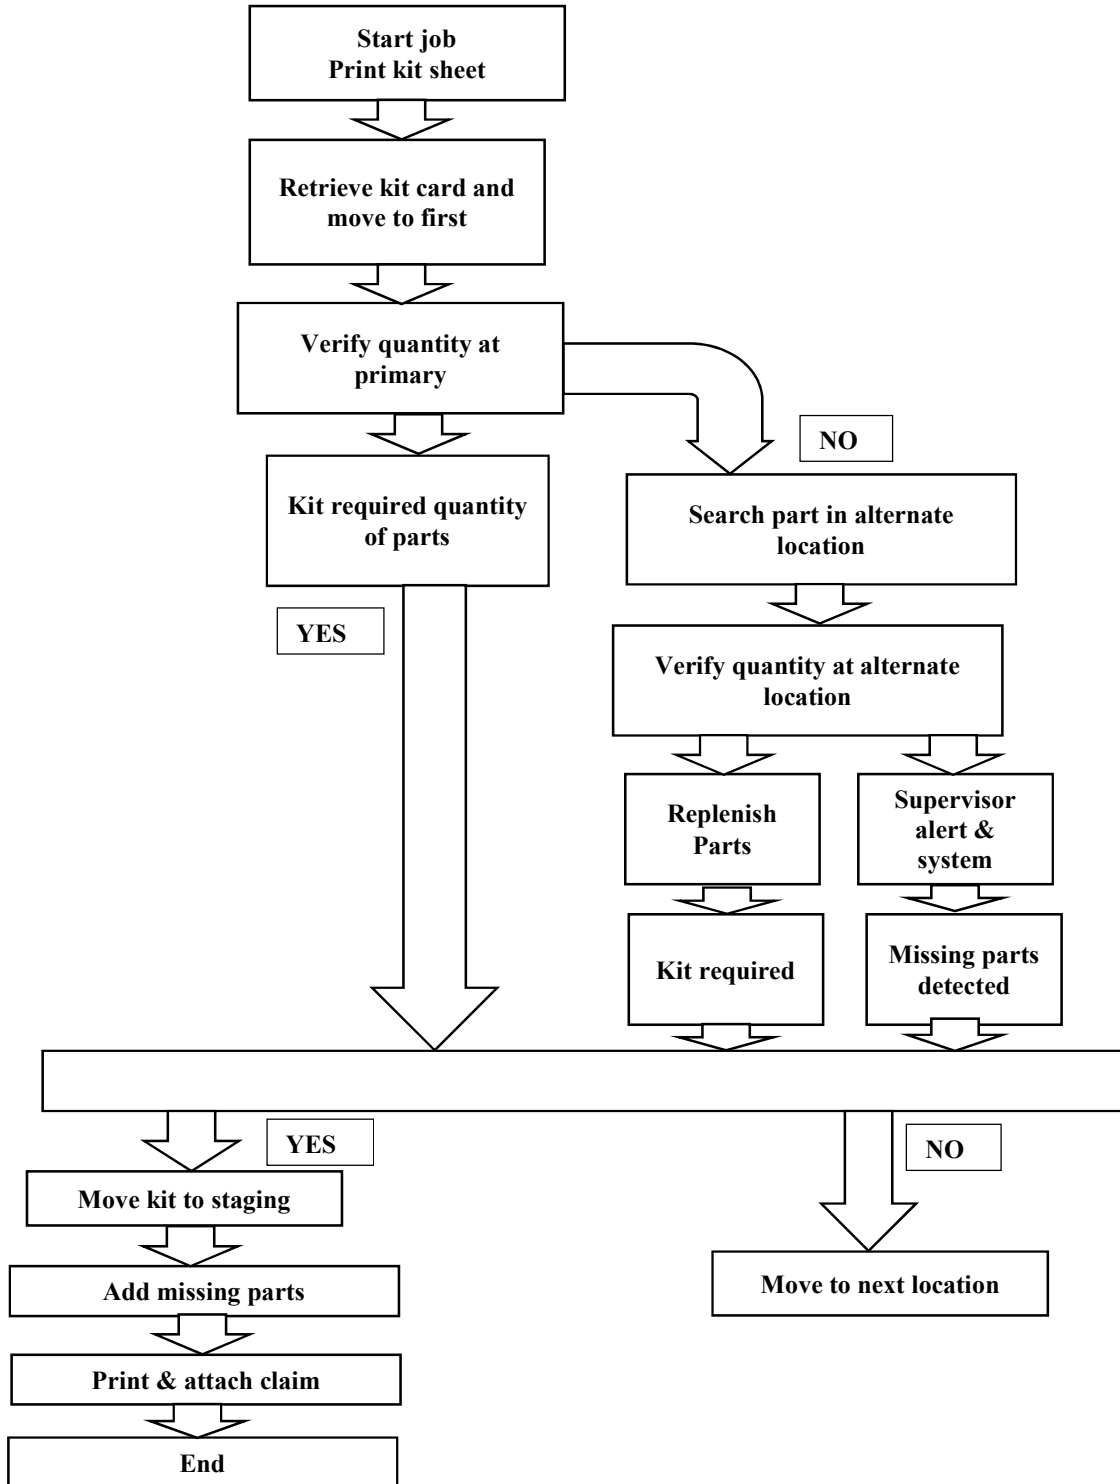 Start job
Print kit sheet
Retrieve kit card and
move to first
Verify quantity at
primary
NO
Kit required quantity
of parts
Search part in alternate
location
YES
Verify quantity at alternate
location
Replenish
Parts
Supervisor
alert &
system
Kit required
Missing parts
detected
YES
NO
Move kit to staging
Add missing parts
Move to next location
Print & attach claim
End